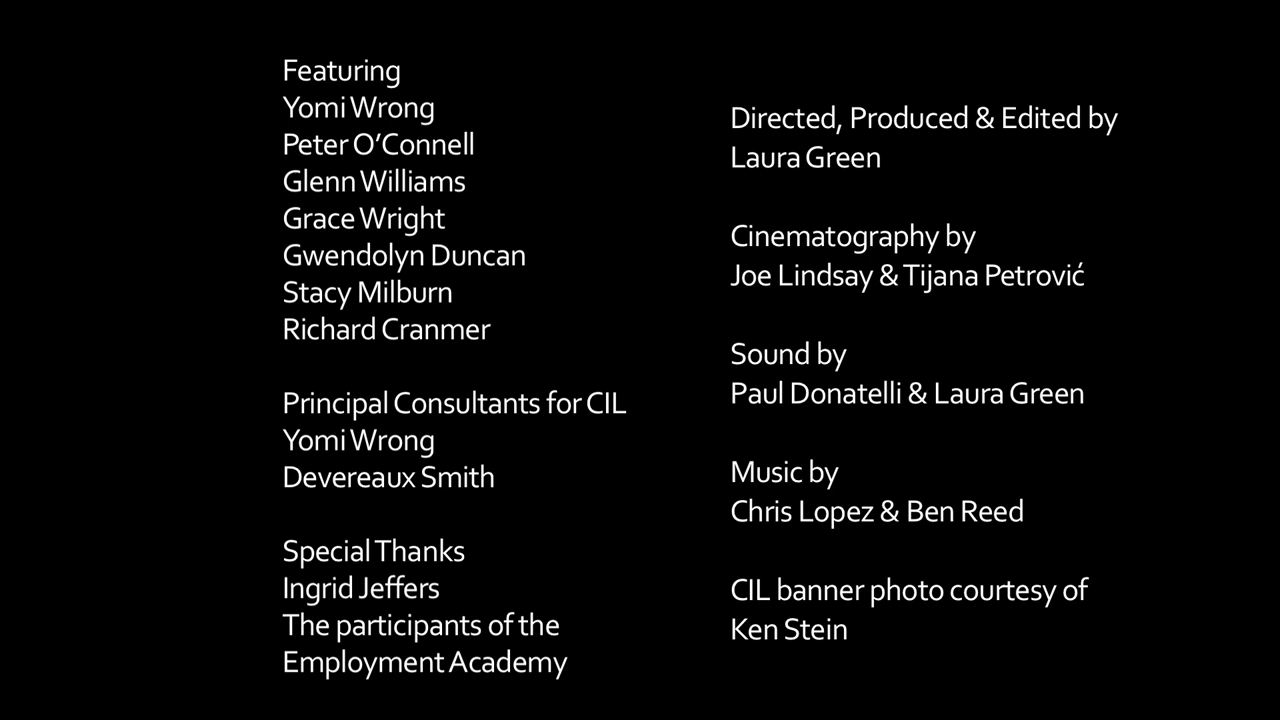 Featuring
Yomi Wrong
Peter O’Connell
Glenn Williams
Grace Wright
Gwendolyn Duncan
Stacy Milburn
Richard Cranmer
Principal Consultants for CIL
Yomi Wrong
Devereaux Smith
Special Thanks
Ingrid Jeffers
The participants of the
Employment Academy
Directed, Produced & Edited by
Laura Green
Cinematography by
Joe Lindsay & Tijana Petrović
Sound by
Paul Donatelli & Laura Green
Music by
Chris Lopez & Ben Reed
CIL banner photo courtesy of
Ken Stein